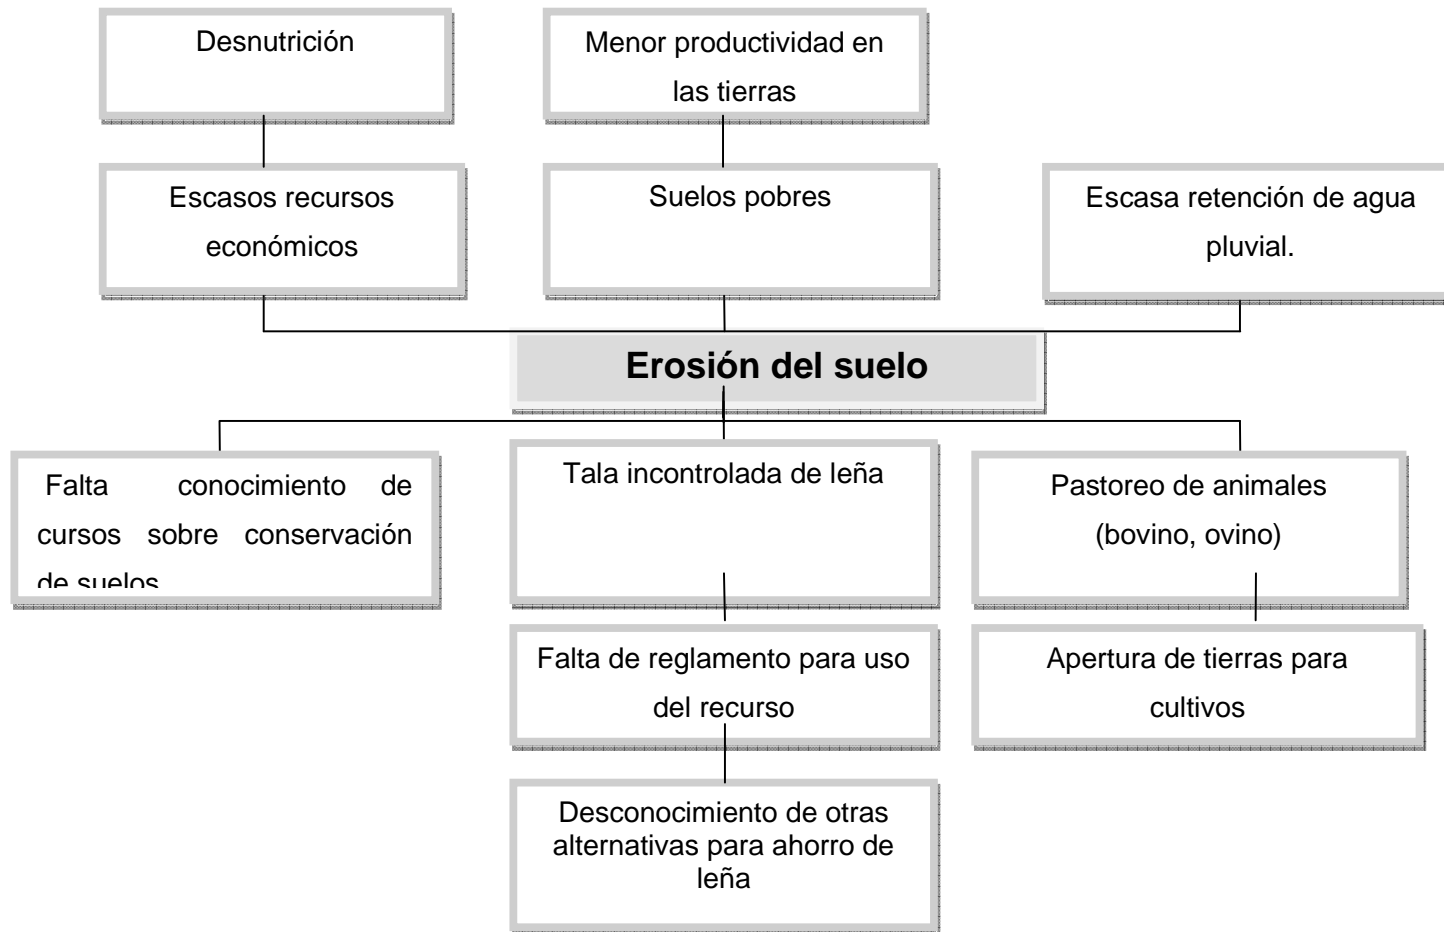 Desnutrición
Menor productividad en
las tierras
Escasos recursos
económicos
Suelos pobres
Escasa retención de agua
pluvial.
Erosión del suelo
Falta conocimiento de
cursos sobre conservación
de suelos
Tala incontrolada de leña
Pastoreo de animales
(bovino, ovino)
Falta de reglamento para uso
del recurso
Apertura de tierras para
cultivos
Desconocimiento de otras
alternativas para ahorro de
leña